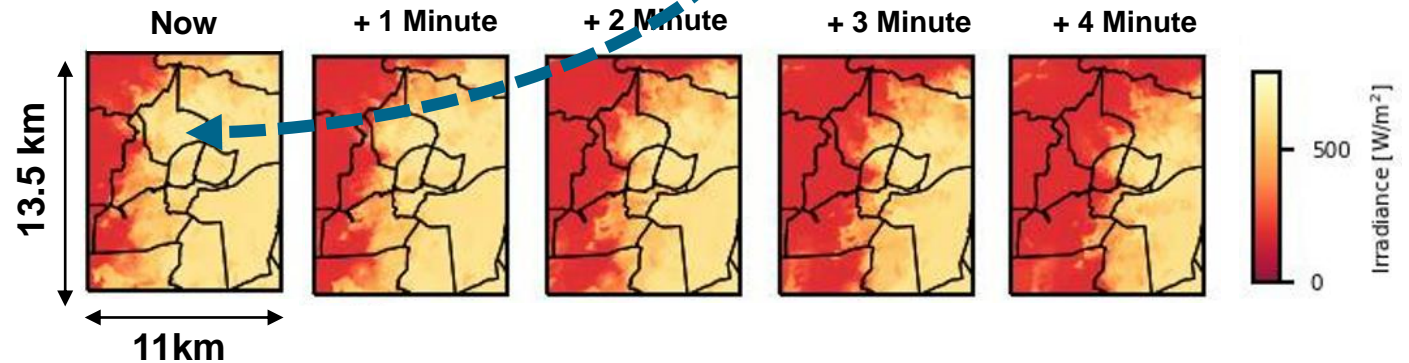 Now
+ 1 Minute
+ 2 Minute
+ 3 Minute
+ 4 Minute
13.5 km
11km
500
0
Irradiance [W/m²]